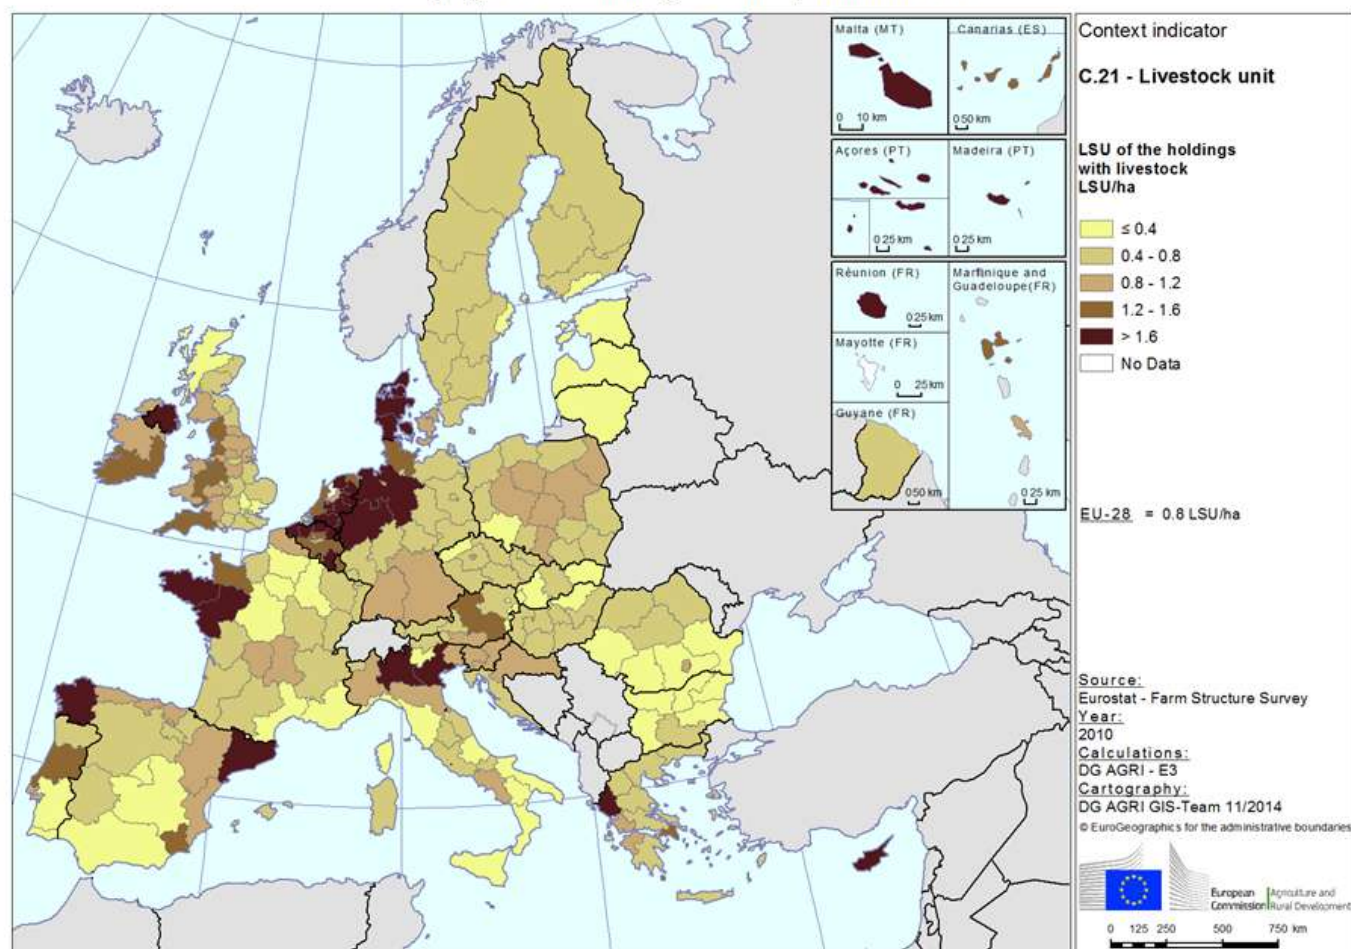 Malta (MT)
0 10 km
Canarias (ES)
0 50 km
Açores (PT)
0 25 km
Madeira (PT)
0 25 km
Réunion (FR)
0 25 km
Mayotte (FR)
0 25 km
Guyane (FR)
0 50 km
Martinique and
Guadeloupe(FR)
0 25 km
Context indicator
C.21 - Livestock unit
LSU of the holdings
with livestock
LSU/ha
≤ 0.4
0.4 - 0.8
0.8 - 1.2
1.2 - 1.6
> 1.6
No Data
EU-28 = 0.8 LSU/ha
Source:
Eurostat - Farm Structure Survey
Year:
2010
Calculations:
DG AGRI - E3
Cartography:
DG AGRI GIS-Team 11/2014
© EuroGeographics for the administrative boundaries
European
Commission
Agriculture and
Rural Development
0 125 250 500 750 km